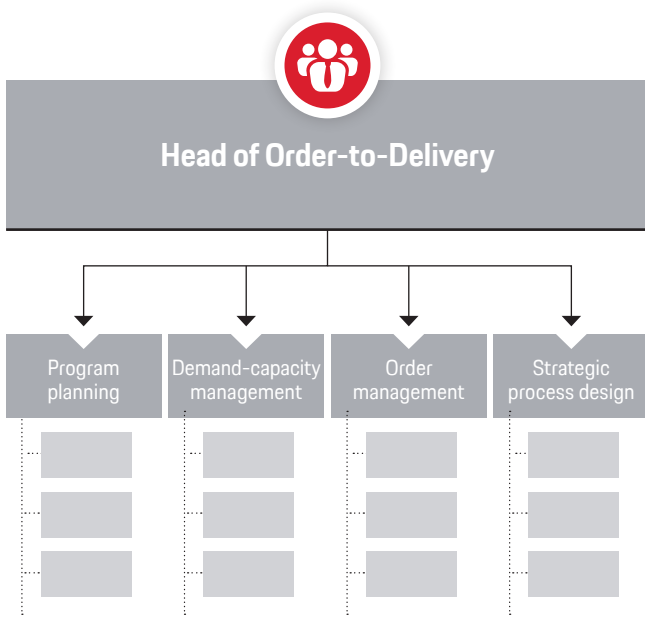 Head of Order-to-Delivery
Program
planning
Demand-capacity
management
Order
management
Strategic
process design